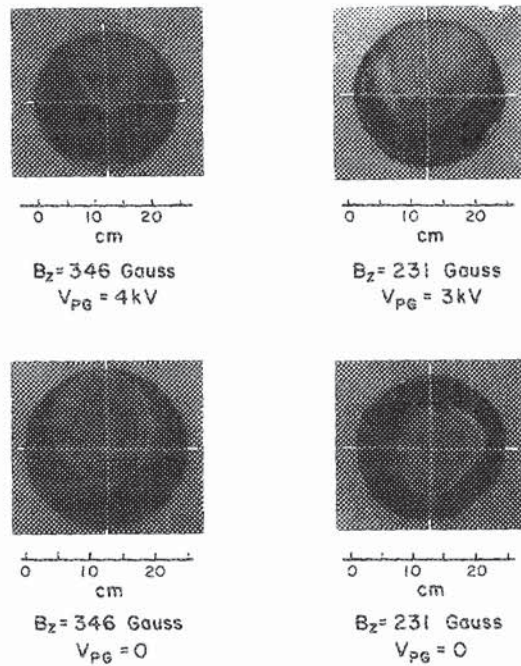 0 10 20
cm
B_Z = 346 Gauss
V_PG = 4kV
0 10 20
cm
B_Z = 231 Gauss
V_PG = 3kV
0 10 20
cm
B_Z = 346 Gauss
V_PG = 0
0 10 20
cm
B_Z = 231 Gauss
V_PG = 0